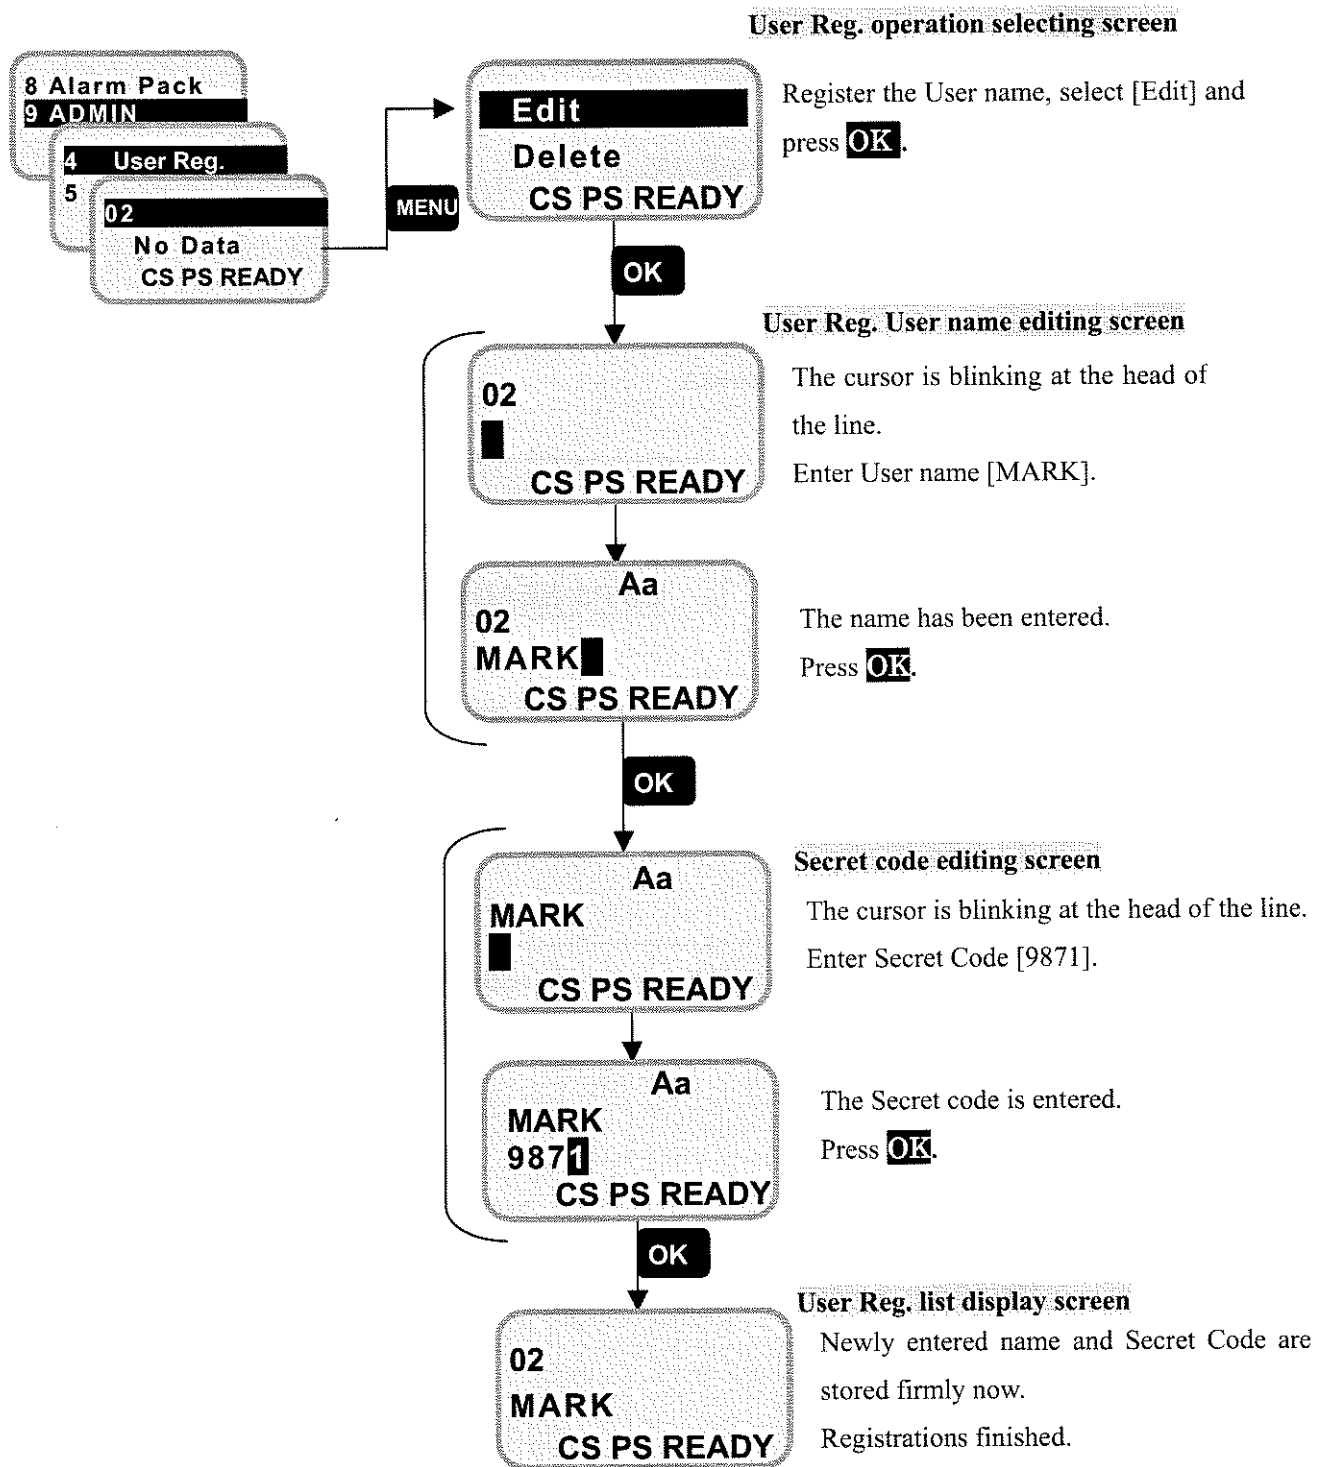 User Reg. operation selecting screen
8 Alarm Pack
9 ADMIN
4 User Reg.
5
02
No Data
CS PS READY
MENU
Edit
Delete
CS PS READY
Register the User name, select [Edit] and
press OK.
OK
User Reg. User name editing screen
02
CS PS READY
The cursor is blinking at the head of
the line.
Enter User name [MARK].
Aa
02
MARK
CS PS READY
The name has been entered.
Press OK.
OK
Secret code editing screen
Aa
MARK
CS PS READY
The cursor is blinking at the head of the line.
Enter Secret Code [9871].
Aa
MARK
9871
CS PS READY
The Secret code is entered.
Press OK.
OK
User Reg. list display screen
02
MARK
CS PS READY
Newly entered name and Secret Code are
stored firmly now.
Registrations finished.